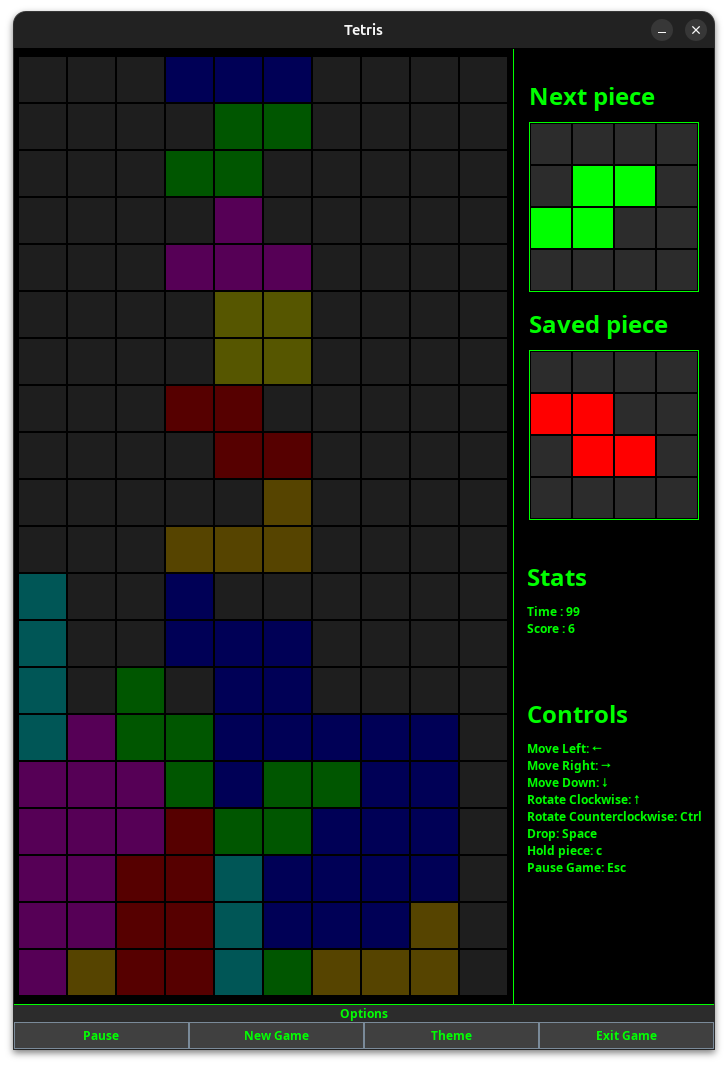 Tetris
Next piece
Saved piece
Stats
Time : 99
Score : 6
Controls
Move Left: ←
Move Right: →
Move Down: ↓
Rotate Clockwise: ↑
Rotate Counterclockwise: Ctrl
Drop: Space
Hold piece: c
Pause Game: Esc
Options
Pause
New Game
Theme
Exit Game